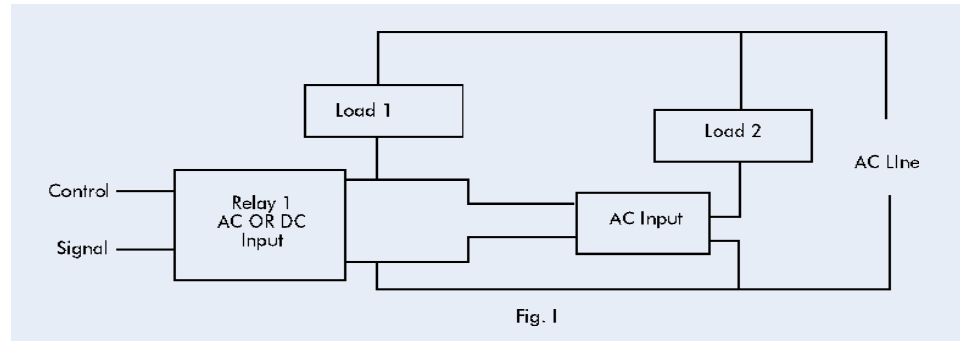 Load 1
Load 2
AC LIne
Control
Relay 1
AC OR DC
Input
AC Input
Signal
Fig. I